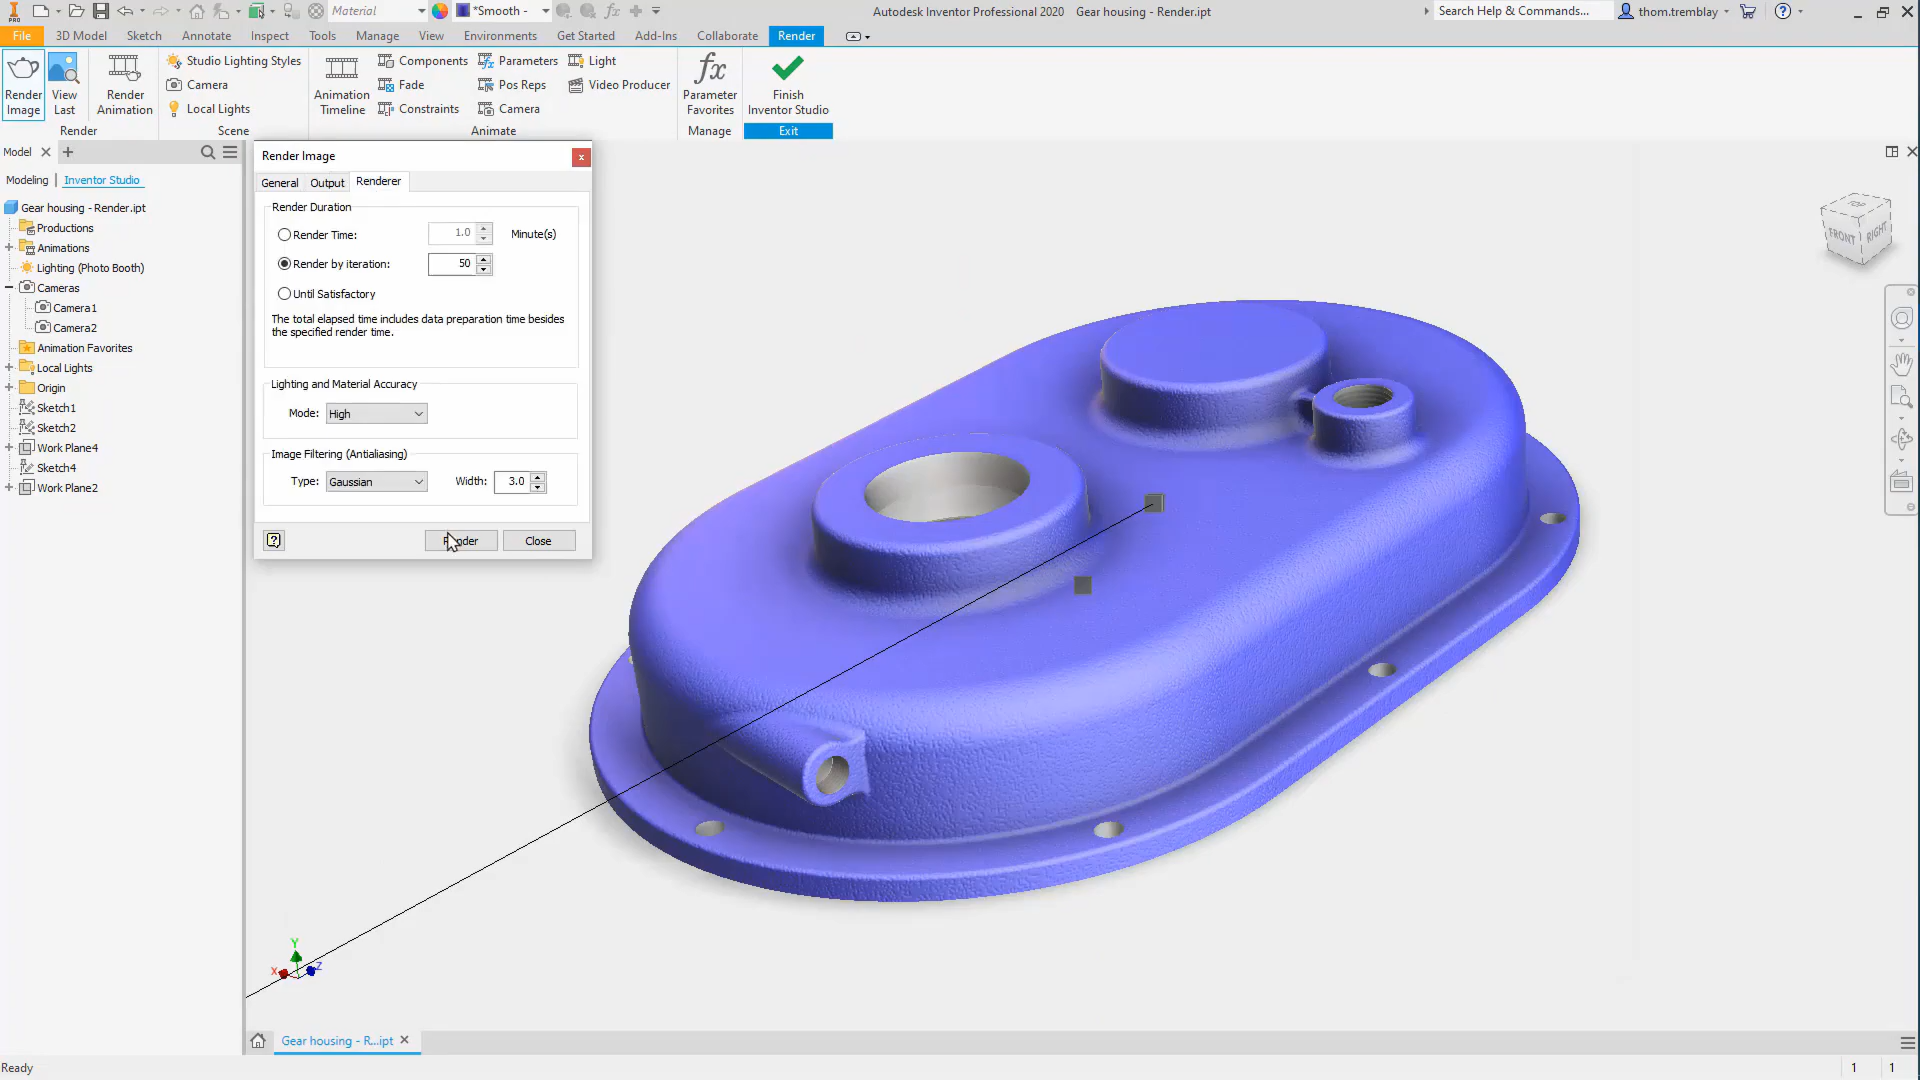 PRO
Material
*Smooth -
fx
Autodesk Inventor Professional 2020 Gear housing - Render.ipt
Search Help & Commands...
thom.tremblay
File 3D Model Sketch Annotate Inspect Tools Manage View Environments Get Started Add-Ins Collaborate Render
Render Image
View Last
Render Animation
Render
Studio Lighting Styles
Camera
Local Lights
Scene
Animation Timeline
Components
Fade
Constraints
Parameters
Pos Reps
Camera
Light
Video Producer
Animate
fx
Parameter Favorites
Manage
Finish Inventor Studio
Exit
Model
Modeling | Inventor Studio
Gear housing - Render.ipt
Productions
Animations
Lighting (Photo Booth)
Cameras
Camera1
Camera2
Animation Favorites
Local Lights
Origin
Sketch1
Sketch2
Work Plane4
Sketch4
Work Plane2
Render Image
x
General Output Renderer
Render Duration
Render Time: 1.0 Minute(s)
Render by iteration: 50
Until Satisfactory
The total elapsed time includes data preparation time besides
the specified render time.
Lighting and Material Accuracy
Mode: High
Image Filtering (Antialiasing)
Type: Gaussian Width: 3.0
? Render Close
FRONT RIGHT
Y
X
Z
Gear housing - R...ipt
Ready
1 1